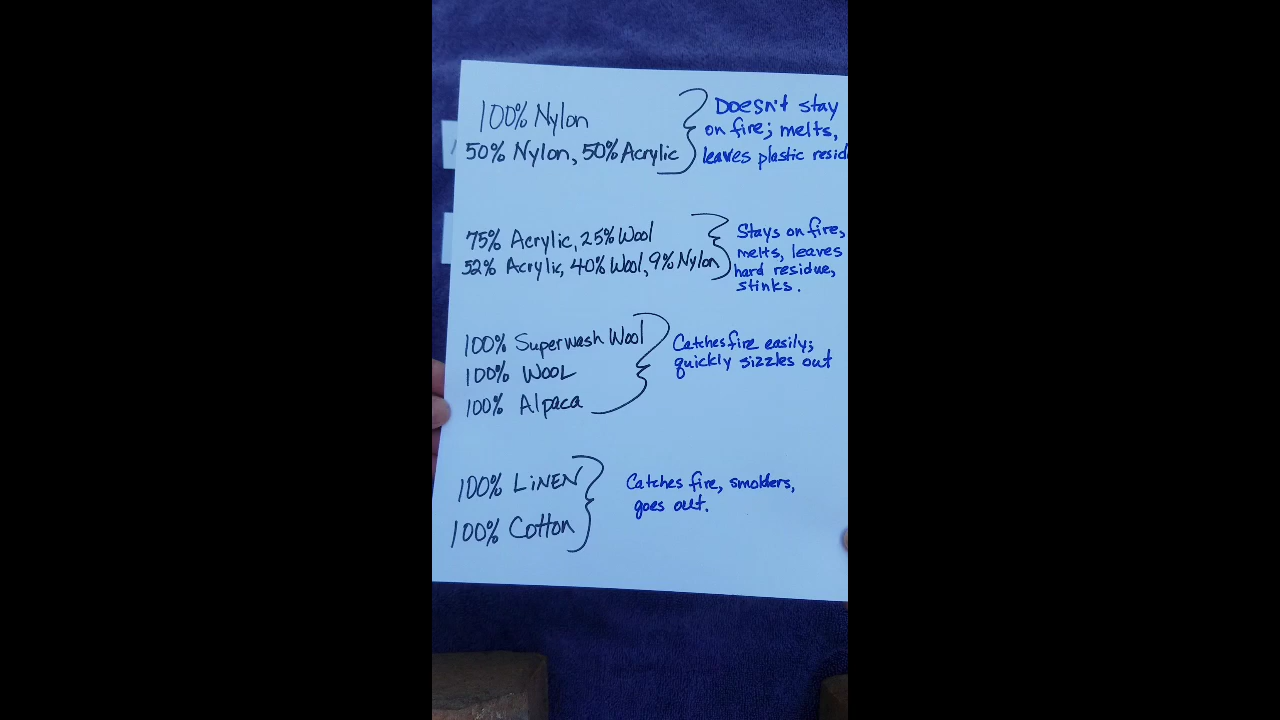 100% Nylon
50% Nylon, 50% Acrylic
Doesn't stay
on fire; melts,
leaves plastic resid
75% Acrylic, 25% Wool
52% Acrylic, 40% Wool, 9% Nylon
Stays on fire,
melts, leaves
hard residue,
stinks.
100% Superwash Wool
100% Wool
100% Alpaca
Catches fire easily;
quickly sizzles out
100% LiNEN
100% Cotton
Catches fire, smolders,
goes out.